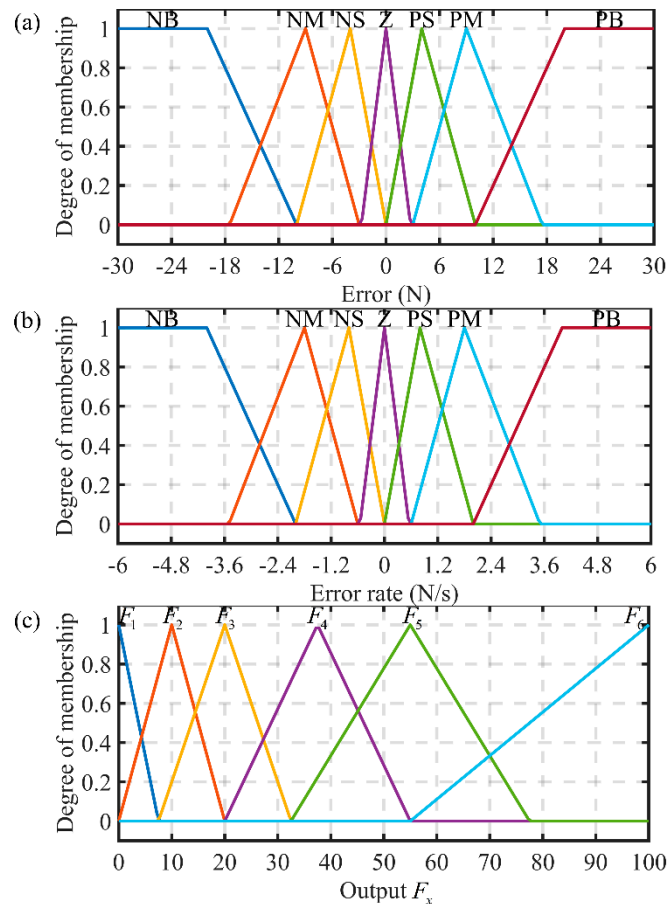 (a)
NB NM NS Z PS PM PB
Degree of membership
1
0.8
0.6
0.4
0.2
0
-30 -24 -18 -12 -6 0 6 12 18 24 30
Error (N)
(b)
NB NM NS Z PS PM PB
Degree of membership
1
0.8
0.6
0.4
0.2
0
-6 -4.8 -3.6 -2.4 -1.2 0 1.2 2.4 3.6 4.8 6
Error rate (N/s)
(c)
F1 F2 F3 F4 F5 F6
Degree of membership
1
0.8
0.6
0.4
0.2
0
0 10 20 30 40 50 60 70 80 90 100
Output Fx